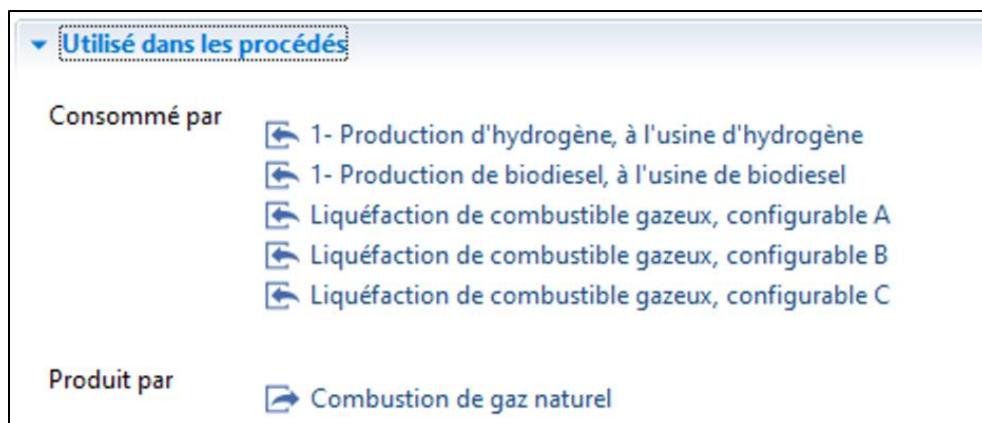 Utilisé dans les procédés
Consommé par
1- Production d'hydrogène, à l'usine d'hydrogène
1- Production de biodiesel, à l'usine de biodiesel
Liquéfaction de combustible gazeux, configurable A
Liquéfaction de combustible gazeux, configurable B
Liquéfaction de combustible gazeux, configurable C
Produit par
Combustion de gaz naturel